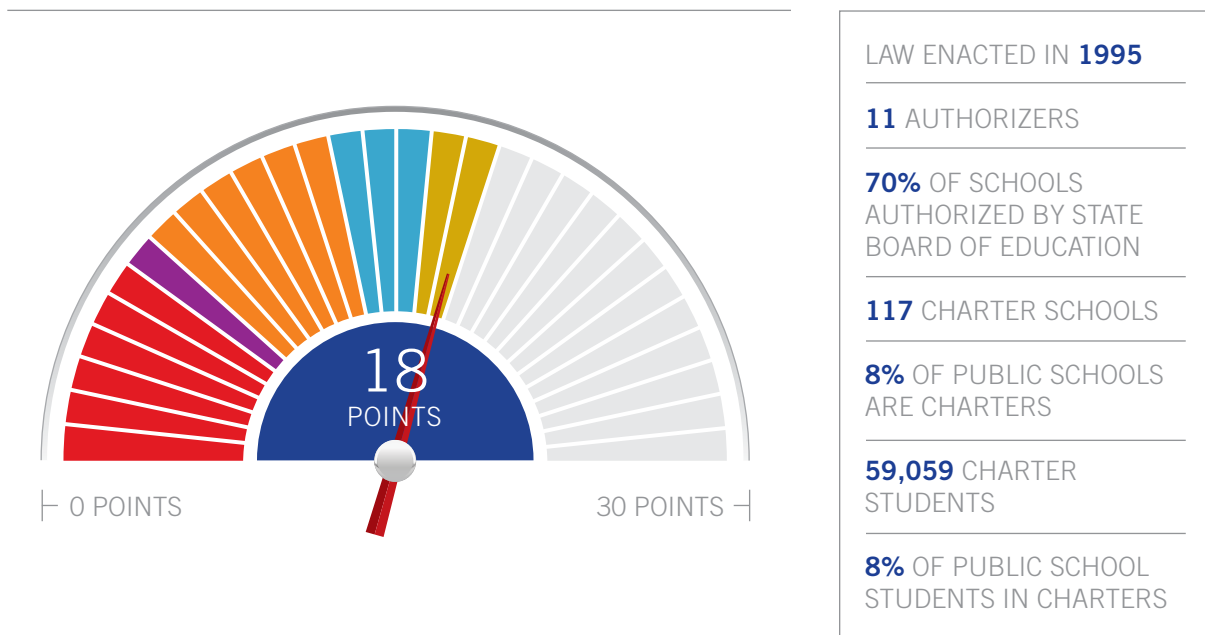 18
POINTS
0 POINTS
30 POINTS
LAW ENACTED IN 1995
11 AUTHORIZERS
70% OF SCHOOLS
AUTHORIZED BY STATE
BOARD OF EDUCATION
117 CHARTER SCHOOLS
8% OF PUBLIC SCHOOLS
ARE CHARTERS
59,059 CHARTER
STUDENTS
8% OF PUBLIC SCHOOL
STUDENTS IN CHARTERS